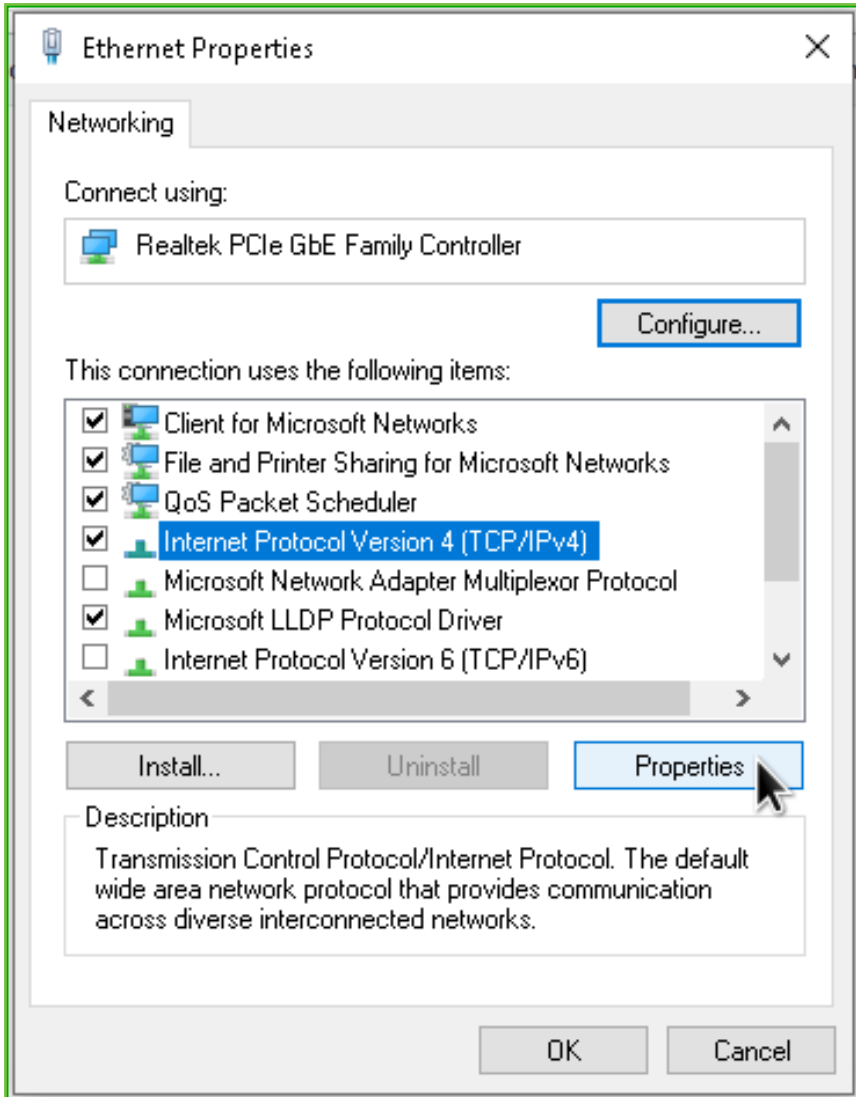 Ethernet Properties
Networking
Connect using:
Realtek PCIe GbE Family Controller
Configure...
This connection uses the following items:
Client for Microsoft Networks
File and Printer Sharing for Microsoft Networks
QoS Packet Scheduler
Internet Protocol Version 4 (TCP/IPv4)
Microsoft Network Adapter Multiplexor Protocol
Microsoft LLDP Protocol Driver
Internet Protocol Version 6 (TCP/IPv6)
Install... Uninstall Properties
Description
Transmission Control Protocol/Internet Protocol. The default
wide area network protocol that provides communication
across diverse interconnected networks.
OK Cancel